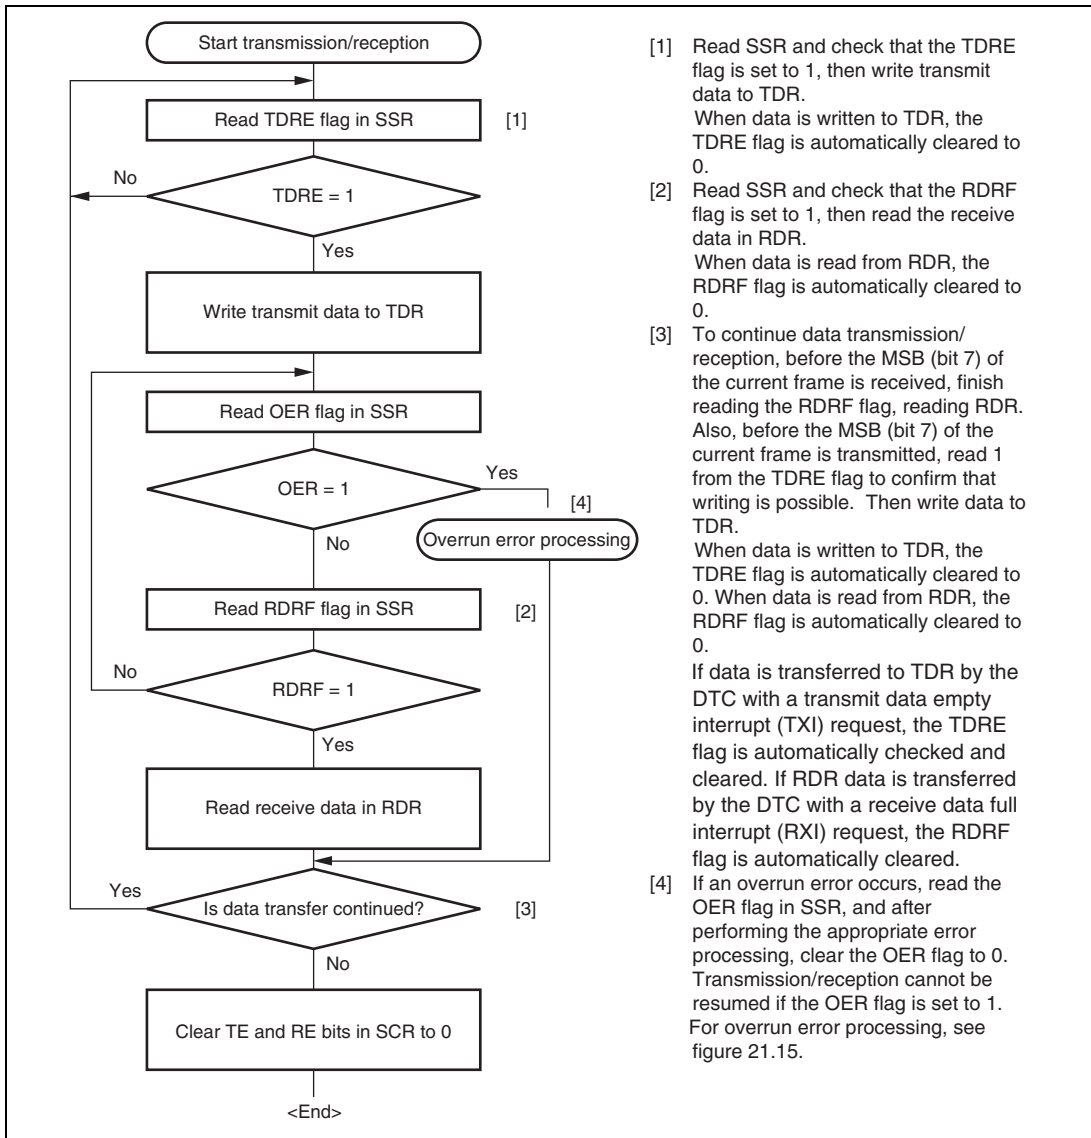 Start transmission/reception
Read TDRE flag in SSR
[1]
No
TDRE = 1
Yes
Write transmit data to TDR
Read OER flag in SSR
Yes
OER = 1
[4]
No
Overrun error processing
Read RDRF flag in SSR
[2]
No
RDRF = 1
Yes
Read receive data in RDR
Yes
Is data transfer continued?
[3]
No
Clear TE and RE bits in SCR to 0
<End>
[1] Read SSR and check that the TDRE
flag is set to 1, then write transmit
data to TDR.
When data is written to TDR, the
TDRE flag is automatically cleared to
0.
[2] Read SSR and check that the RDRF
flag is set to 1, then read the receive
data in RDR.
When data is read from RDR, the
RDRF flag is automatically cleared to
0.
[3] To continue data transmission/
reception, before the MSB (bit 7) of
the current frame is received, finish
reading the RDRF flag, reading RDR.
Also, before the MSB (bit 7) of the
current frame is transmitted, read 1
from the TDRE flag to confirm that
writing is possible. Then write data to
TDR.
When data is written to TDR, the
TDRE flag is automatically cleared to
0. When data is read from RDR, the
RDRF flag is automatically cleared to
0.
If data is transferred to TDR by the
DTC with a transmit data empty
interrupt (TXI) request, the TDRE
flag is automatically checked and
cleared. If RDR data is transferred
by the DTC with a receive data full
interrupt (RXI) request, the RDRF
flag is automatically cleared.
[4] If an overrun error occurs, read the
OER flag in SSR, and after
performing the appropriate error
processing, clear the OER flag to 0.
Transmission/reception cannot be
resumed if the OER flag is set to 1.
For overrun error processing, see
figure 21.15.